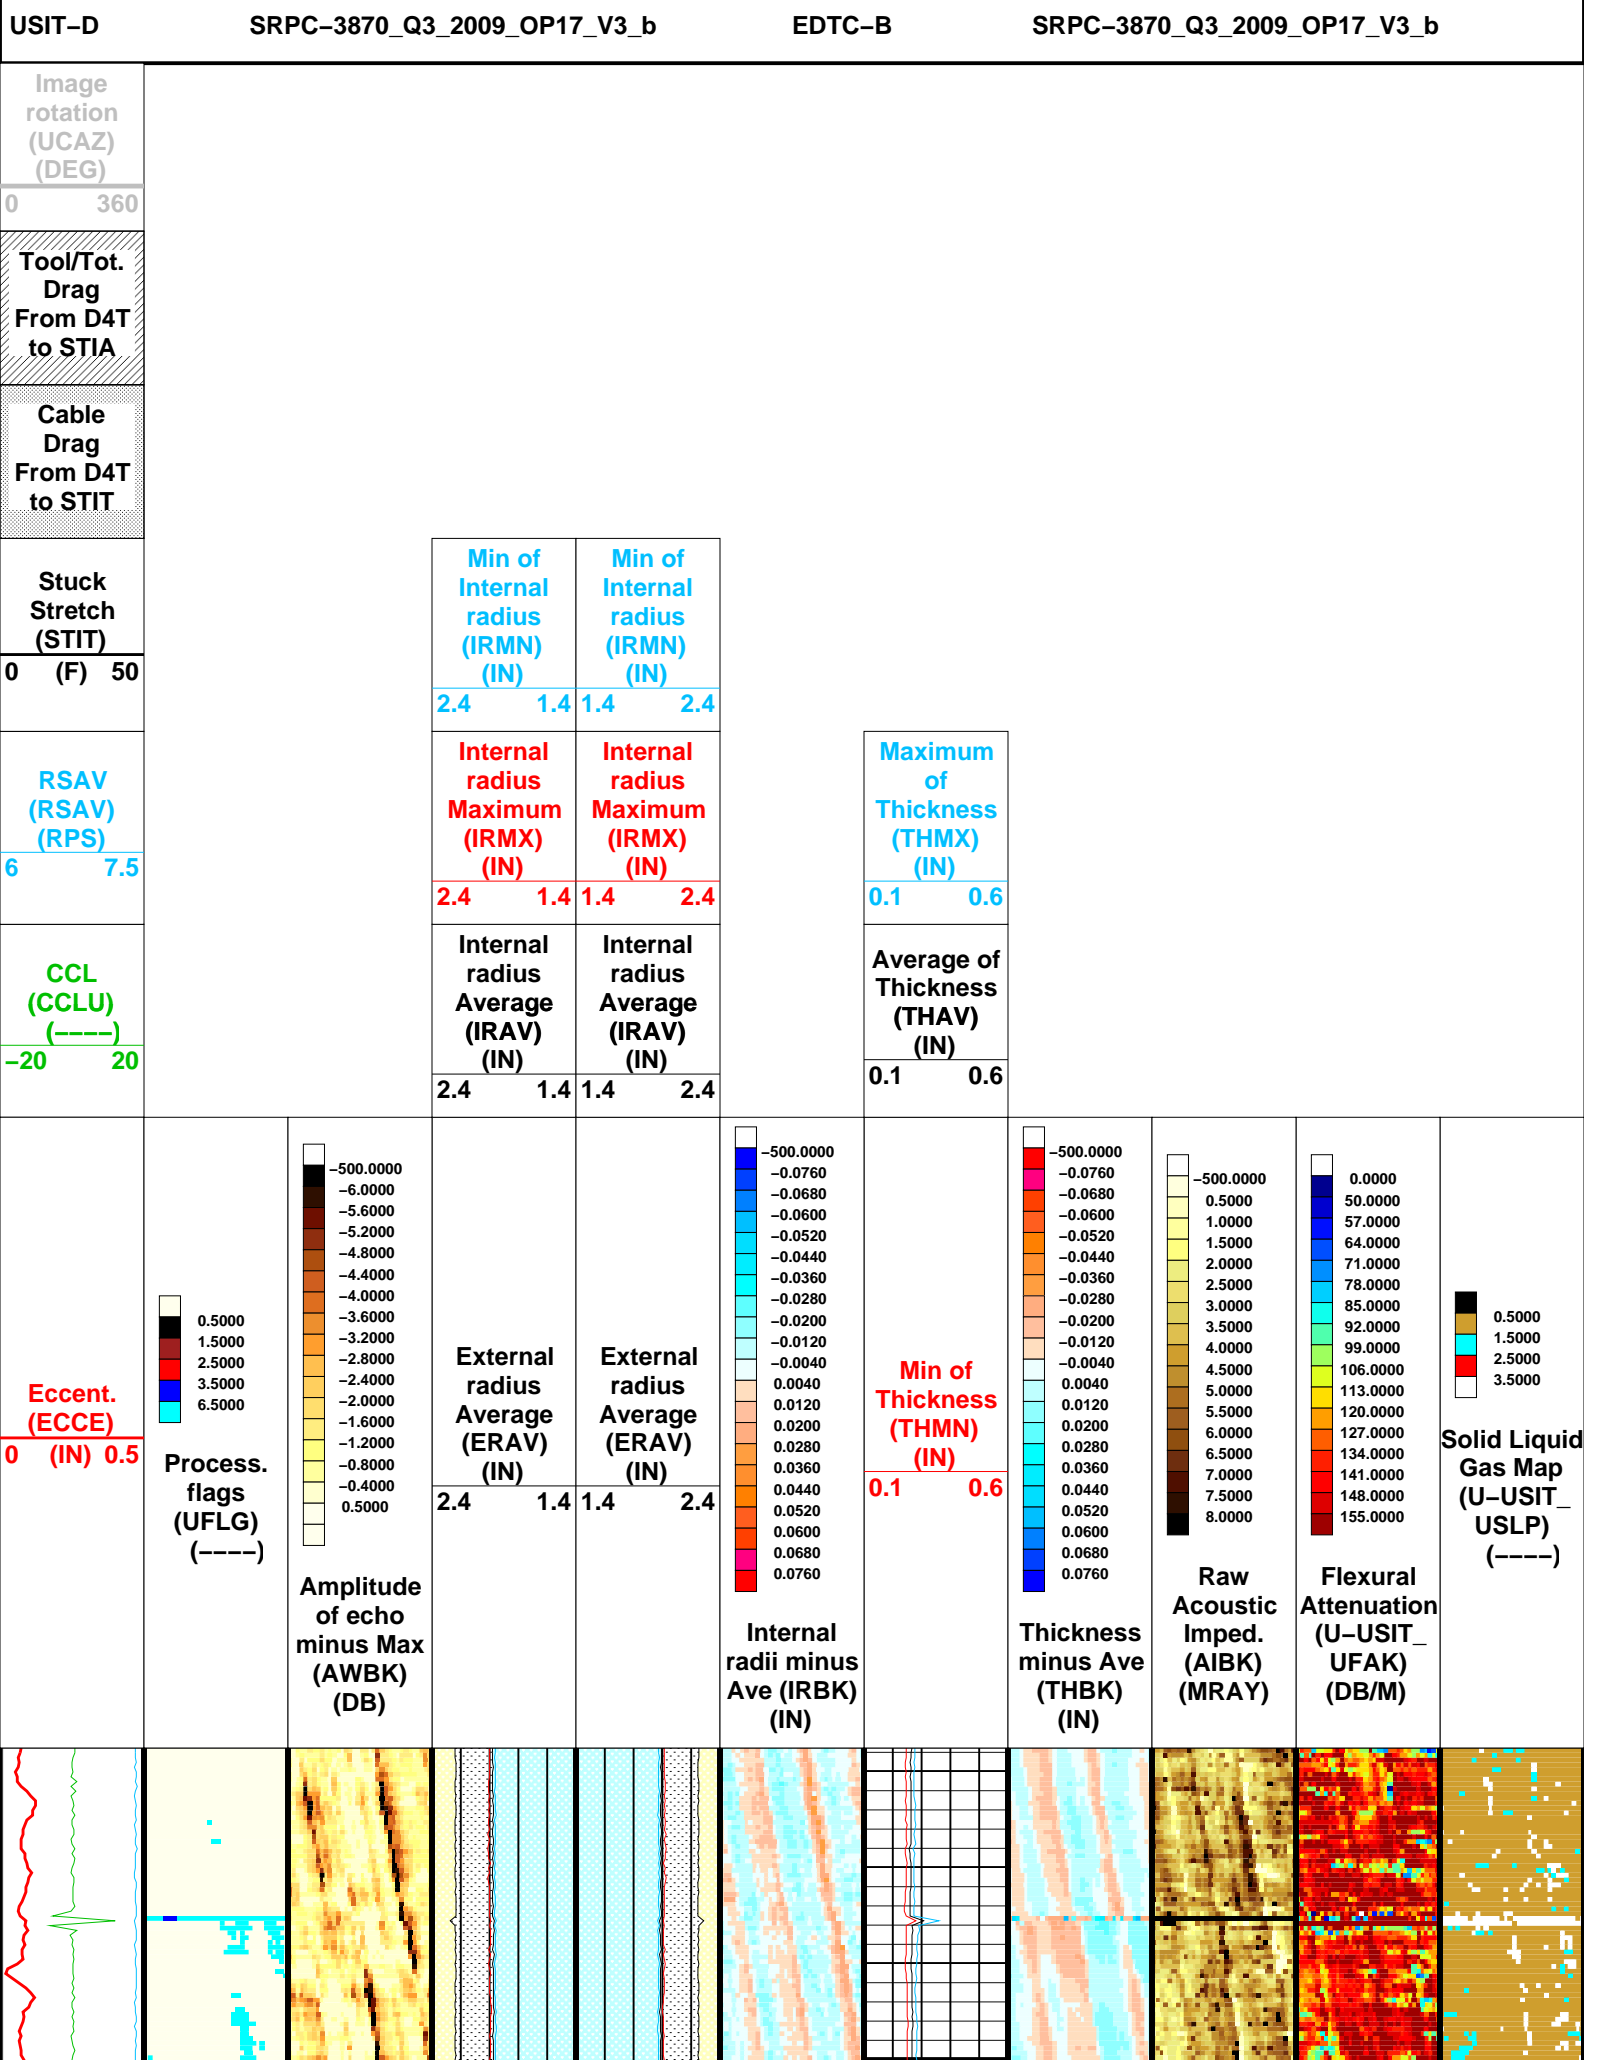 USIT–D SRPC–3870_Q3_2009_OP17_V3_b EDTC–B SRPC–3870_Q3_2009_OP17_V3_b
Image
rotation
(UCAZ)
(DEG)
0 360
Tool/Tot.
Drag
From D4T
to STIA
Cable
Drag
From D4T
to STIT
Stuck
Stretch
(STIT)
0 (F) 50
RSAV
(RSAV)
(RPS)
6 7.5
CCL
(CCLU)
(––––)
–20 20
Eccent.
(ECCE)
0 (IN) 0.5
0.5000
1.5000
2.5000
3.5000
6.5000
Process.
flags
(UFLG)
(––––)
–500.0000
–6.0000
–5.6000
–5.2000
–4.8000
–4.4000
–4.0000
–3.6000
–3.2000
–2.8000
–2.4000
–2.0000
–1.6000
–1.2000
–0.8000
–0.4000
0.5000
Amplitude
of echo
minus Max
(AWBK)
(DB)
Min of
Internal
radius
(IRMN)
(IN)
2.4 1.4
Internal
radius
Maximum
(IRMX)
(IN)
2.4 1.4
Internal
radius
Average
(IRAV)
(IN)
2.4 1.4
External
radius
Average
(ERAV)
(IN)
2.4 1.4
Min of
Internal
radius
(IRMN)
(IN)
1.4 2.4
Internal
radius
Maximum
(IRMX)
(IN)
1.4 2.4
Internal
radius
Average
(IRAV)
(IN)
1.4 2.4
External
radius
Average
(ERAV)
(IN)
1.4 2.4
–500.0000
–0.0760
–0.0680
–0.0600
–0.0520
–0.0440
–0.0360
–0.0280
–0.0200
–0.0120
–0.0040
0.0040
0.0120
0.0200
0.0280
0.0360
0.0440
0.0520
0.0600
0.0680
0.0760
Internal
radii minus
Ave (IRBK)
(IN)
Maximum
of
Thickness
(THMX)
(IN)
0.1 0.6
Average of
Thickness
(THAV)
(IN)
0.1 0.6
Min of
Thickness
(THMN)
(IN)
0.1 0.6
–500.0000
–0.0760
–0.0680
–0.0600
–0.0520
–0.0440
–0.0360
–0.0280
–0.0200
–0.0120
–0.0040
0.0040
0.0120
0.0200
0.0280
0.0360
0.0440
0.0520
0.0600
0.0680
0.0760
Thickness
minus Ave
(THBK)
(IN)
–500.0000
0.5000
1.0000
1.5000
2.0000
2.5000
3.0000
3.5000
4.0000
4.5000
5.0000
5.5000
6.0000
6.5000
7.0000
7.5000
8.0000
Raw
Acoustic
Imped.
(AIBK)
(MRAY)
0.0000
50.0000
57.0000
64.0000
71.0000
78.0000
85.0000
92.0000
99.0000
106.0000
113.0000
120.0000
127.0000
134.0000
141.0000
148.0000
155.0000
Flexural
Attenuation
(U–USIT_
UFAK)
(DB/M)
0.5000
1.5000
2.5000
3.5000
Solid Liquid
Gas Map
(U–USIT_
USLP)
(––––)